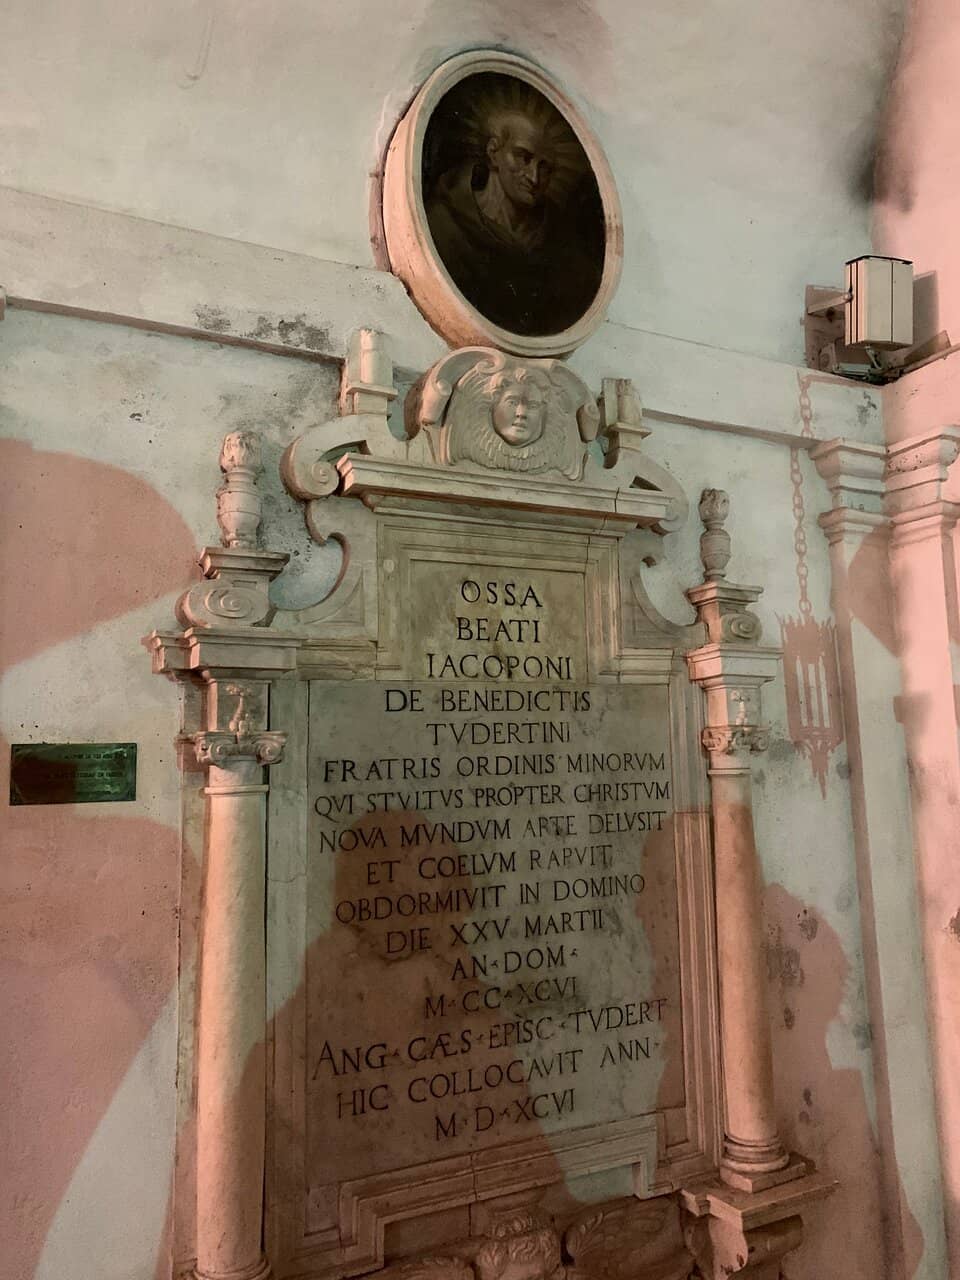 OSSA
BEATI
IACOPONI
DE BENEDICTIS
TVDERTINI
FRATRIS ORDINIS MINORVM
QVI STVLTVS PROPTER CHRISTVM
NOVA MVNDVM ARTE DELVSIT
ET COELVM RAPVIT
OBDORMIVIT IN DOMINO
DIE XXV MARTII
AN DOM
M CC XCVI
ANG CÆS EPISC TVDERT
HIC COLLOCAVIT ANN
M D XCVI